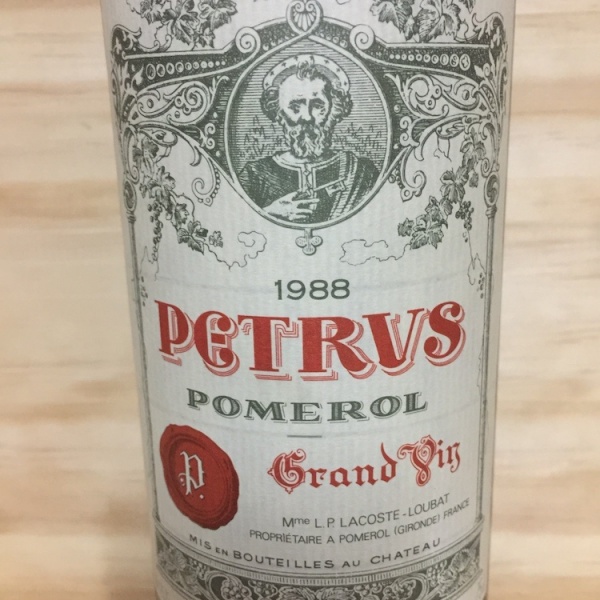 1988
PETRVS
POMEROL
Grand Vin
P.
Mme L.P. LACOSTE-LOUBAT
PROPRIÉTAIRE A POMEROL (GIRONDE) FRANCE
MIS EN BOUTEILLES AU CHATEAU